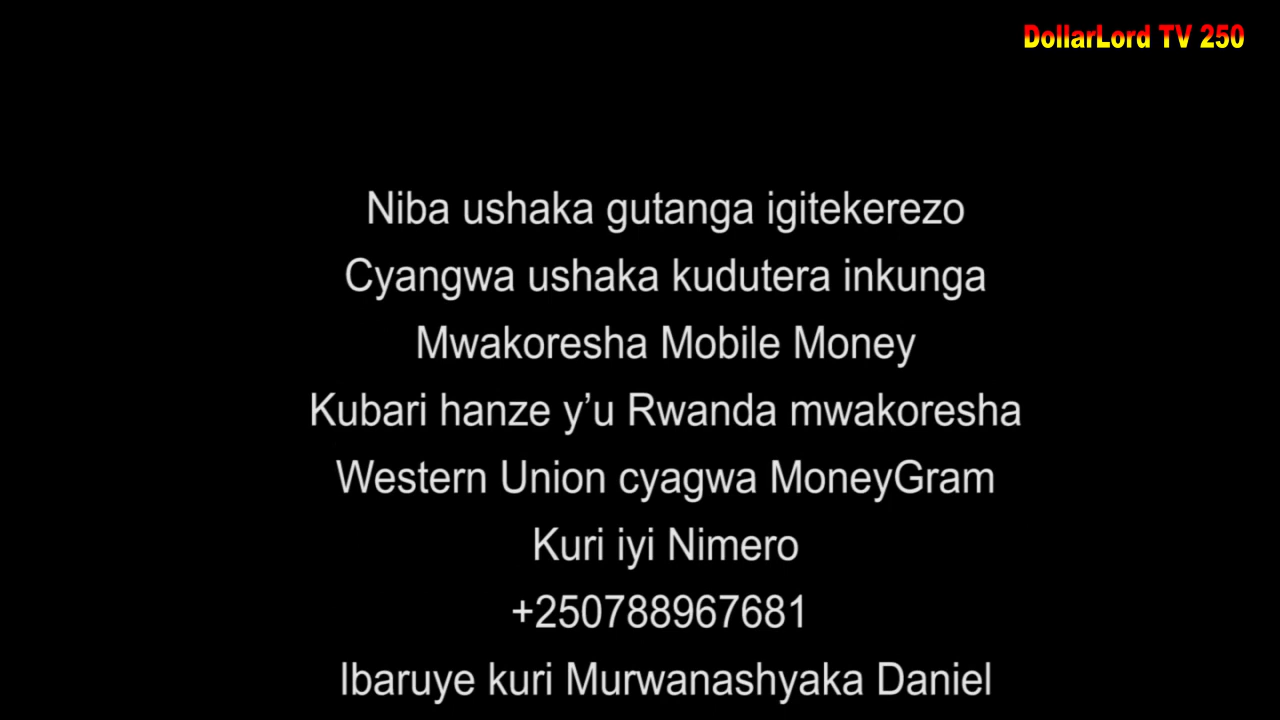 DollarLord TV 250
Niba ushaka gutanga igitekerezo
Cyangwa ushaka kudutera inkunga
Mwakoresha Mobile Money
Kubari hanze y’u Rwanda mwakoresha
Western Union cyagwa MoneyGram
Kuri iyi Nimero
+250788967681
Ibaruye kuri Murwanashyaka Daniel